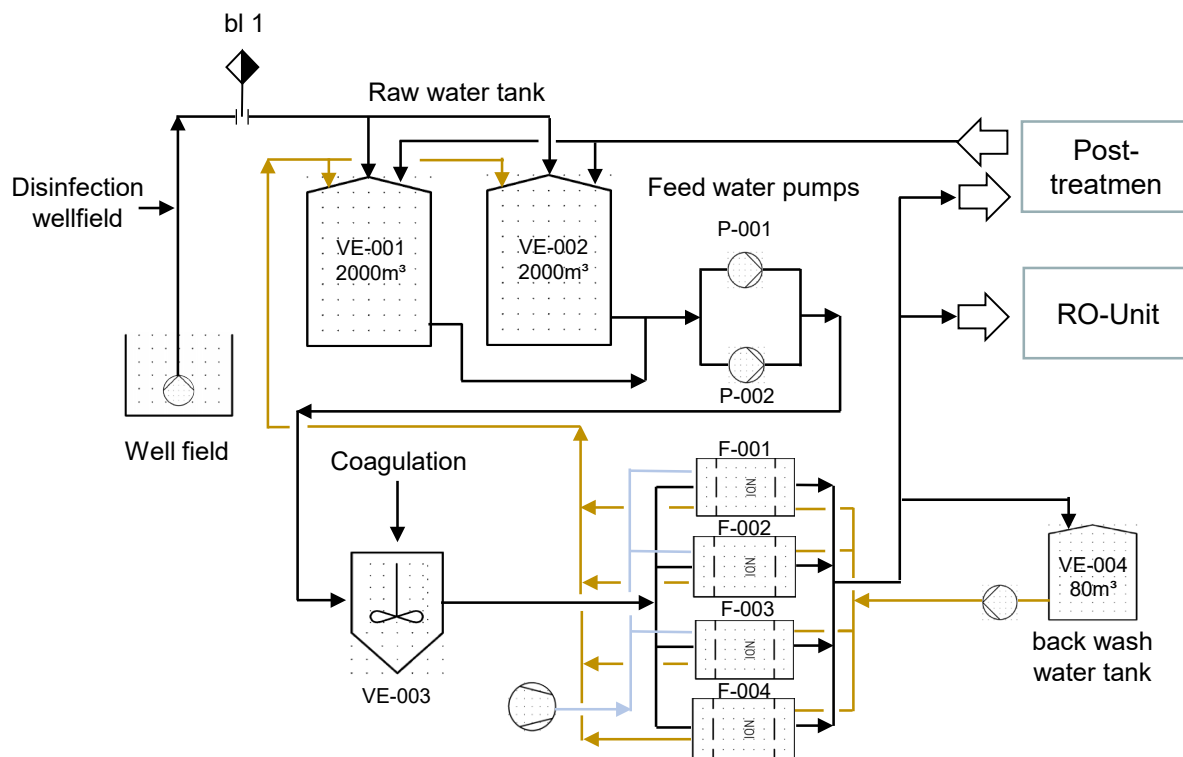 bl 1
Raw water tank
Disinfection
wellfield
Post-
treatmen
Feed water pumps
P-001
VE-001
2000m³
VE-002
2000m³
RO-Unit
P-002
Well field
Coagulation
F-001
F-002
VE-004
80m³
F-003
back wash
water tank
F-004
VE-003